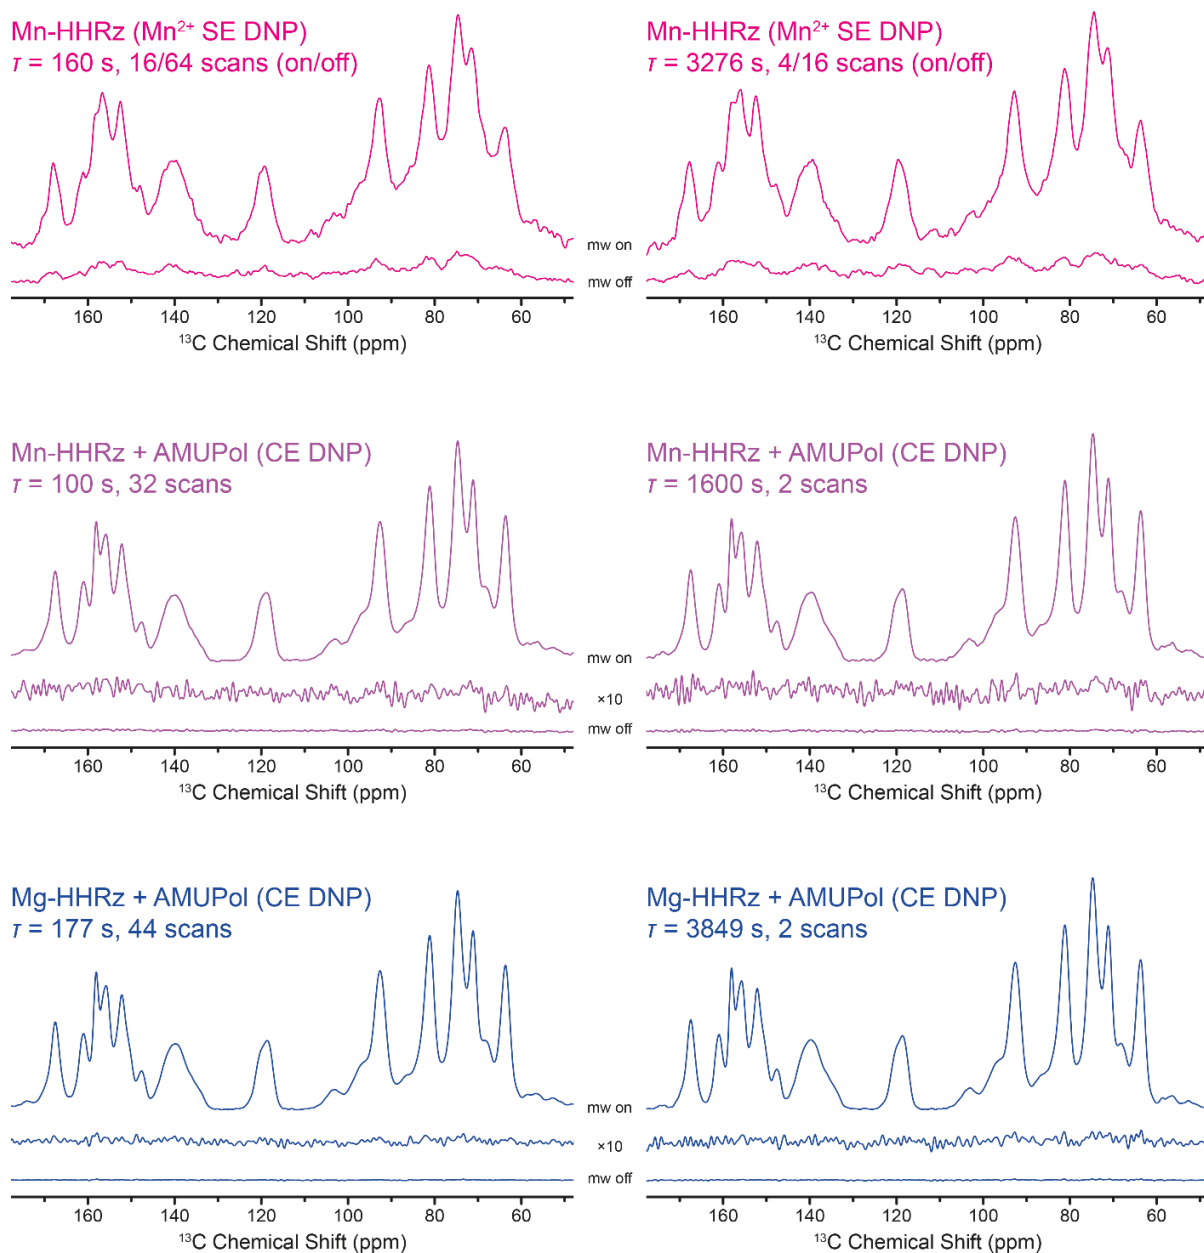 Mn-HHRz (Mn²⁺ SE DNP)
τ = 160 s, 16/64 scans (on/off)
mw on
mw off
160 140 120 100 80 60
¹³C Chemical Shift (ppm)
Mn-HHRz (Mn²⁺ SE DNP)
τ = 3276 s, 4/16 scans (on/off)
160 140 120 100 80 60
¹³C Chemical Shift (ppm)
Mn-HHRz + AMUPol (CE DNP)
τ = 100 s, 32 scans
mw on
×10
mw off
160 140 120 100 80 60
¹³C Chemical Shift (ppm)
Mn-HHRz + AMUPol (CE DNP)
τ = 1600 s, 2 scans
160 140 120 100 80 60
¹³C Chemical Shift (ppm)
Mg-HHRz + AMUPol (CE DNP)
τ = 177 s, 44 scans
mw on
×10
mw off
160 140 120 100 80 60
¹³C Chemical Shift (ppm)
Mg-HHRz + AMUPol (CE DNP)
τ = 3849 s, 2 scans
160 140 120 100 80 60
¹³C Chemical Shift (ppm)